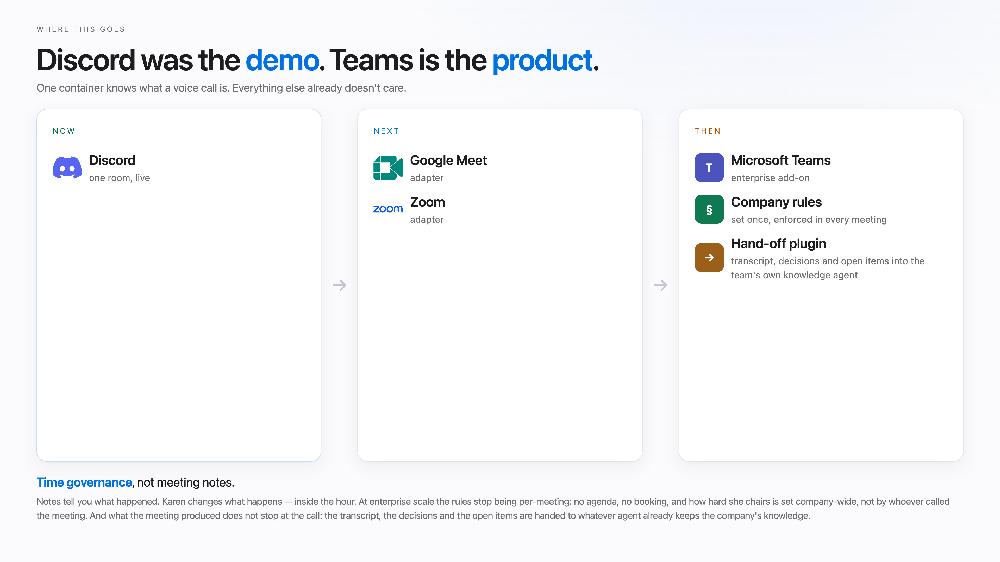 WHERE THIS GOES
Discord was the demo. Teams is the product.
One container knows what a voice call is. Everything else already doesn't care.
NOW
Discord
one room, live
NEXT
Google Meet
adapter
zoom
Zoom
adapter
THEN
T
Microsoft Teams
enterprise add-on
§
Company rules
set once, enforced in every meeting
Hand-off plugin
transcript, decisions and open items into the
team's own knowledge agent
Time governance, not meeting notes.
Notes tell you what happened. Karen changes what happens — inside the hour. At enterprise scale the rules stop being per-meeting: no agenda, no booking, and how hard she chairs is set company-wide, not by whoever called
the meeting. And what the meeting produced does not stop at the call: the transcript, the decisions and the open items are handed to whatever agent already keeps the company's knowledge.